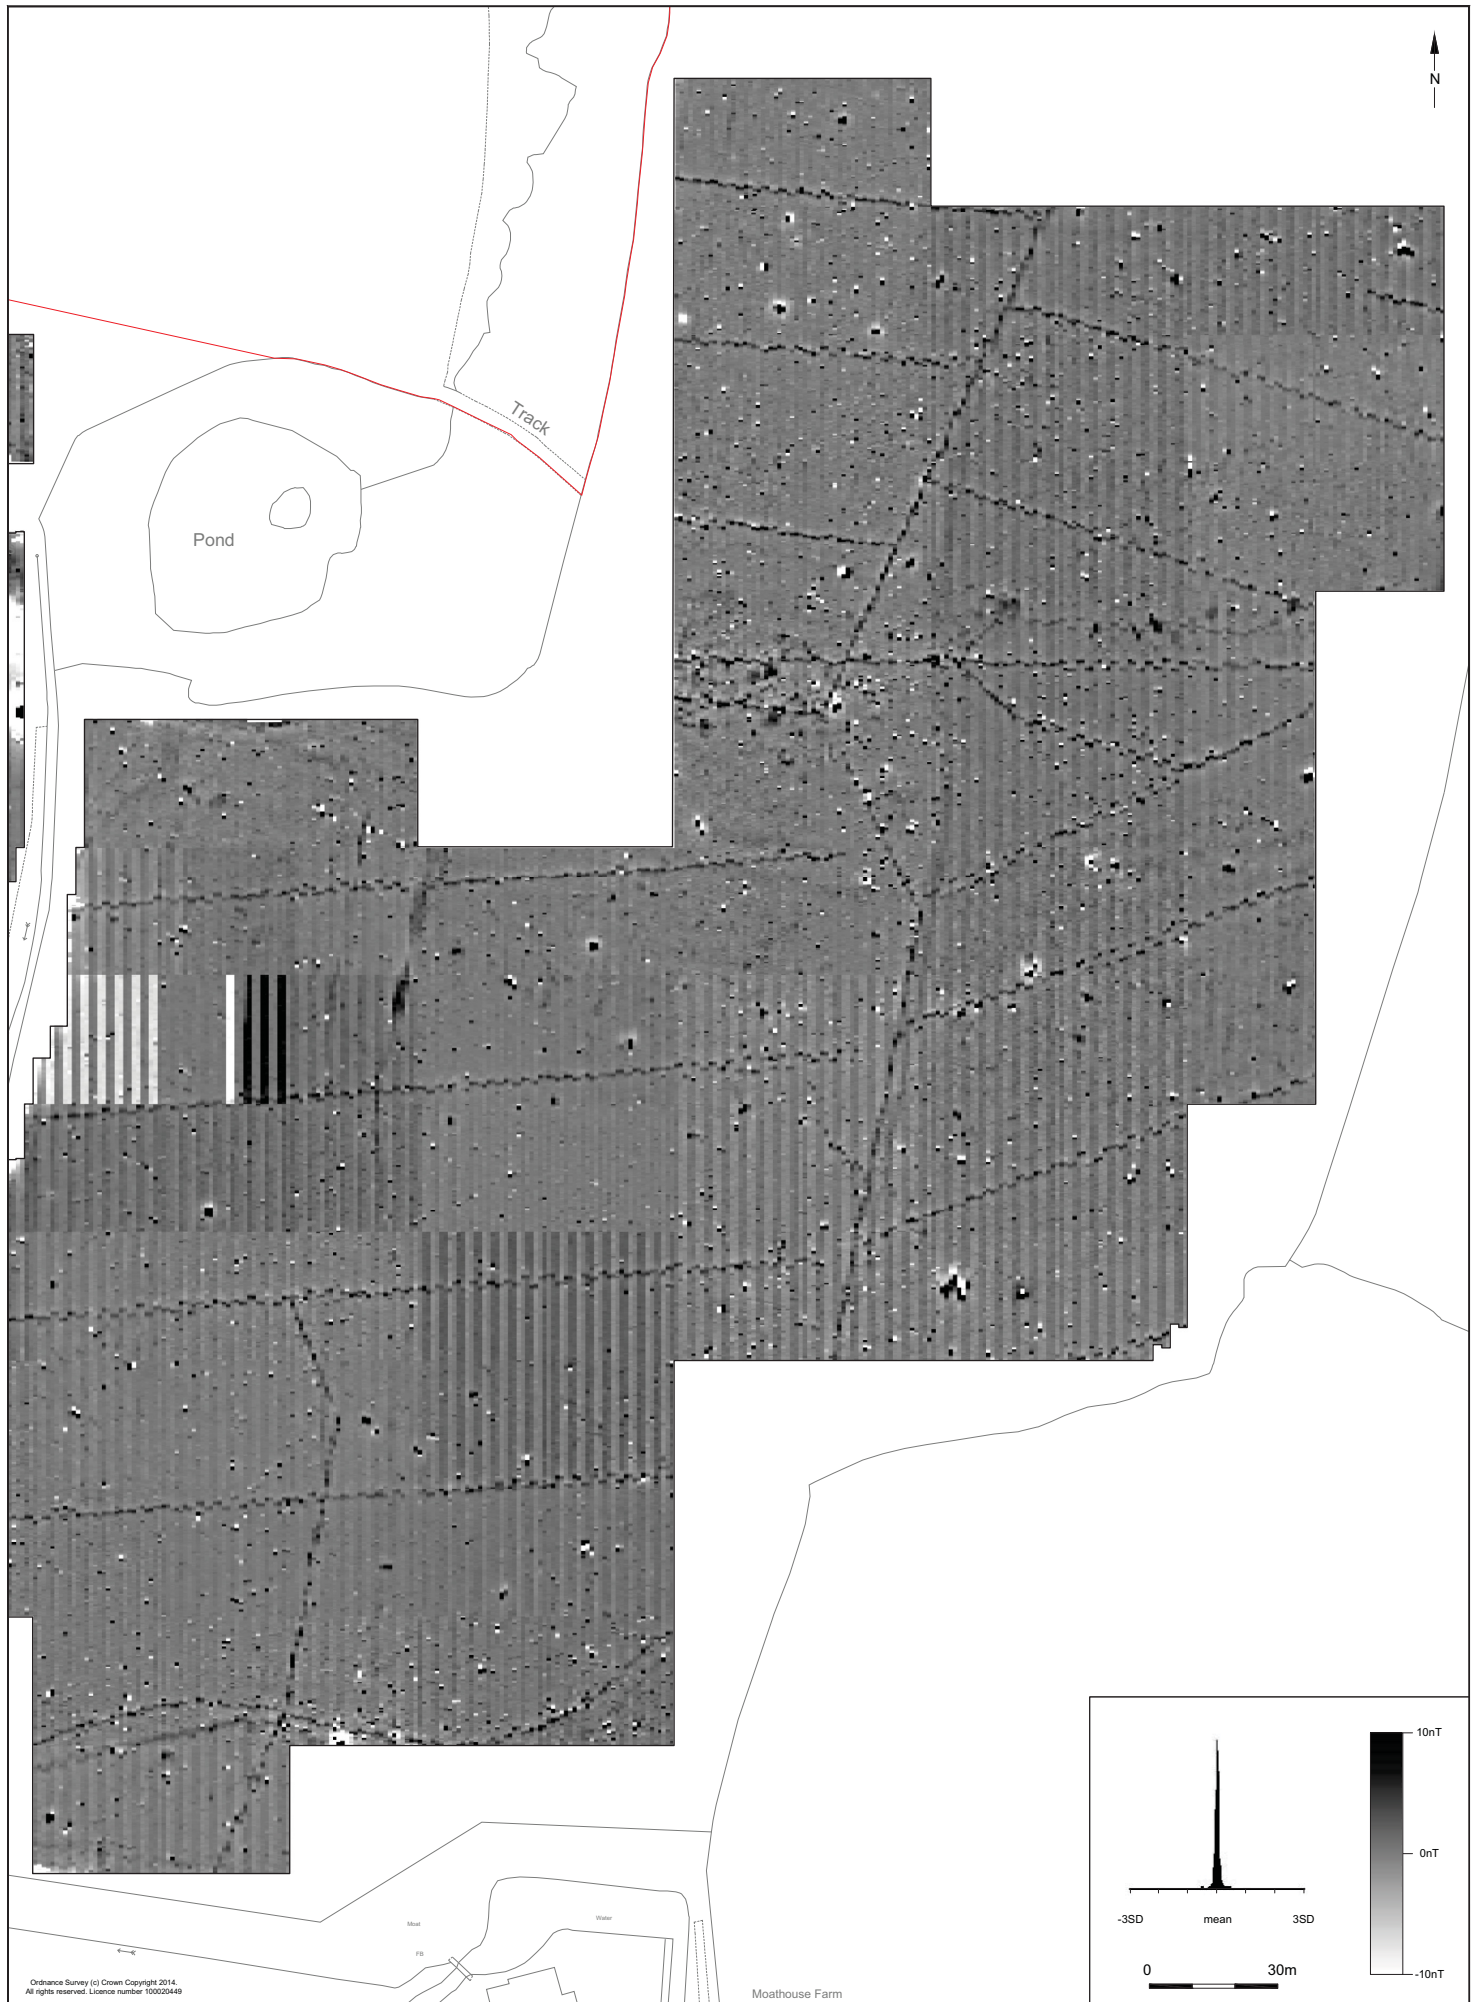 N
Track
Pond
10nT
0nT
-10nT
-3SD mean 3SD
0 30m
Moat
Water
FB
Moathouse Farm
Ordnance Survey (c) Crown Copyright 2014.
All rights reserved. Licence number 100020449